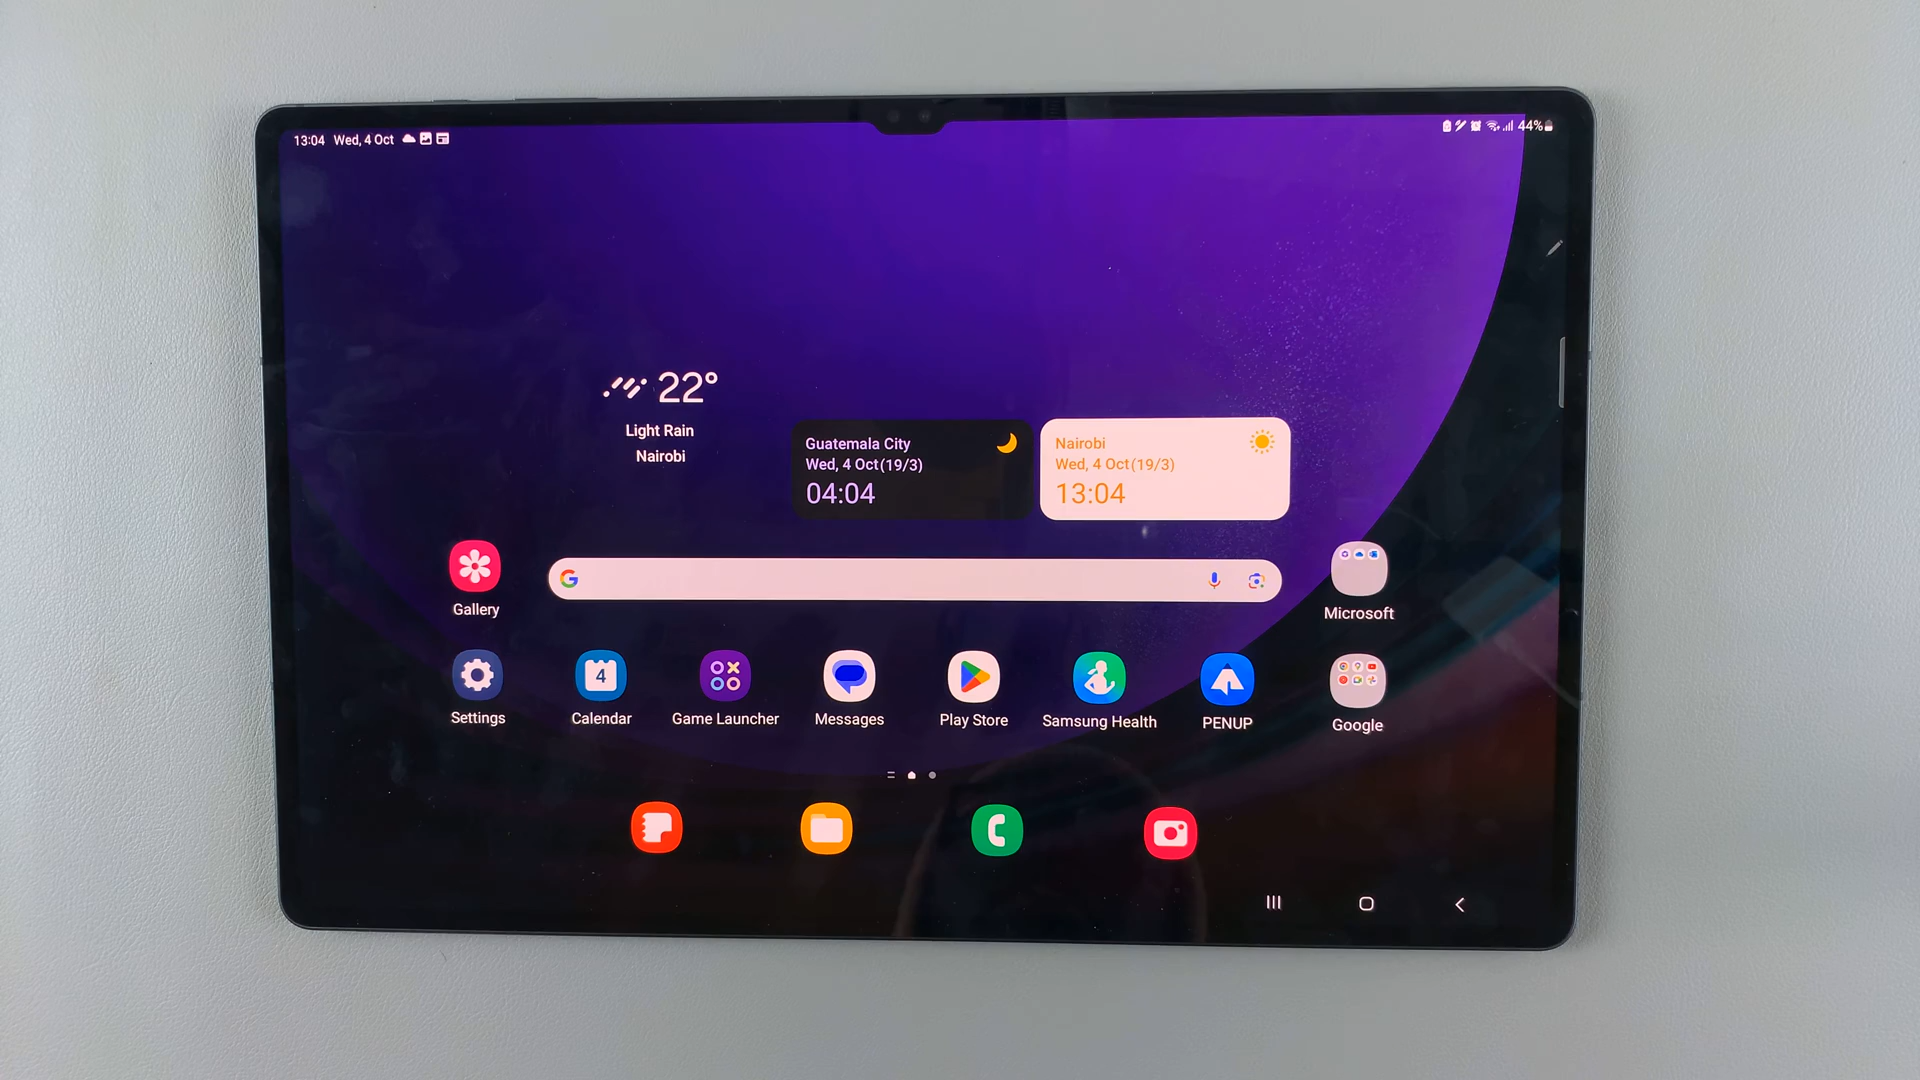 13:04 Wed, 4 Oct
44%
22°
Light Rain
Nairobi
Guatemala City
Wed, 4 Oct(19/3)
04:04
Nairobi
Wed, 4 Oct(19/3)
13:04
G
Gallery
Microsoft
4
Settings
Calendar
Game Launcher
Messages
Play Store
Samsung Health
PENUP
Google